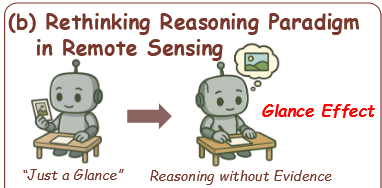 (b) Rethinking Reasoning Paradigm
in Remote Sensing
Glance Effect
“Just a Glance”
Reasoning without Evidence